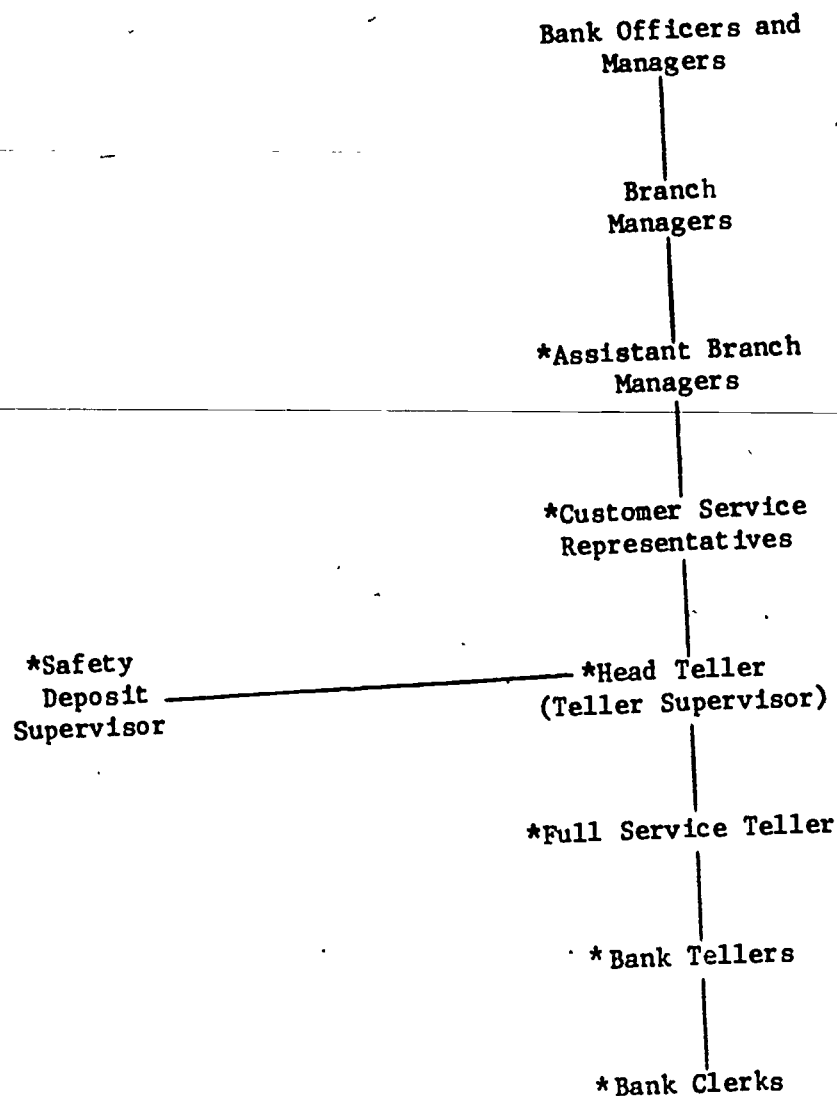 Bank Officers and
Managers
Branch
Managers
*Assistant Branch
Managers
*Customer Service
Representatives
*Safety
Deposit
Supervisor
*Head Teller
(Teller Supervisor)
*Full Service Teller
*Bank Tellers
*Bank Clerks